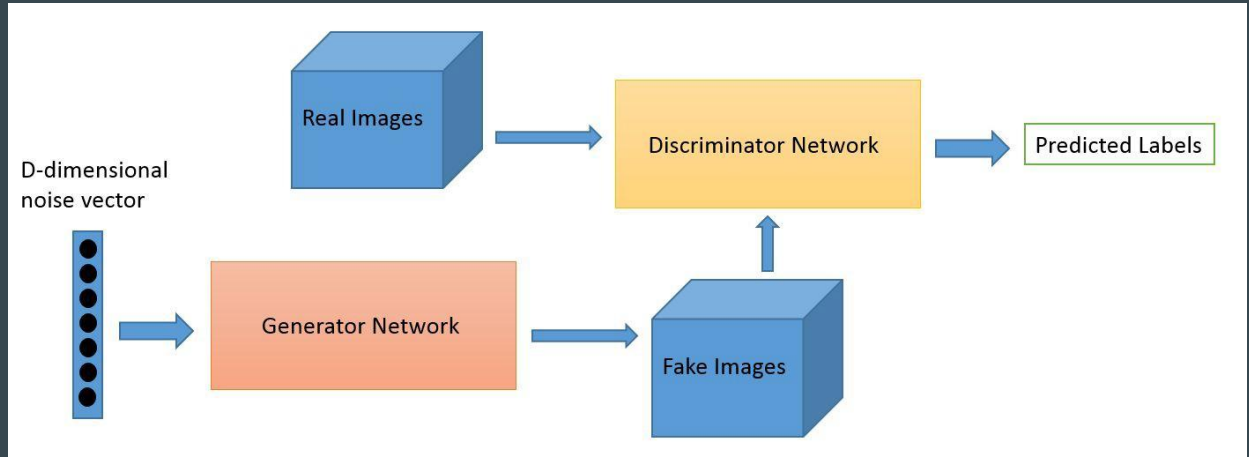 Real Images
Discriminator Network
Predicted Labels
D-dimensional
noise vector
Generator Network
Fake Images